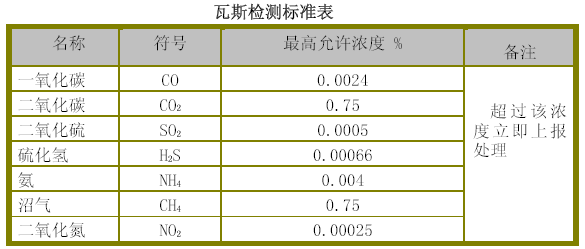 瓦斯检测标准表
名称 符号 最高允许浓度 % 备注
一氧化碳 CO 0.0024
二氧化碳 CO₂ 0.75
二氧化硫 SO₂ 0.0005
硫化氢 H₂S 0.00066
氨 NH₄ 0.004
沼气 CH₄ 0.75
二氧化氮 NO₂ 0.00025
超过该浓
度立即上报
处理